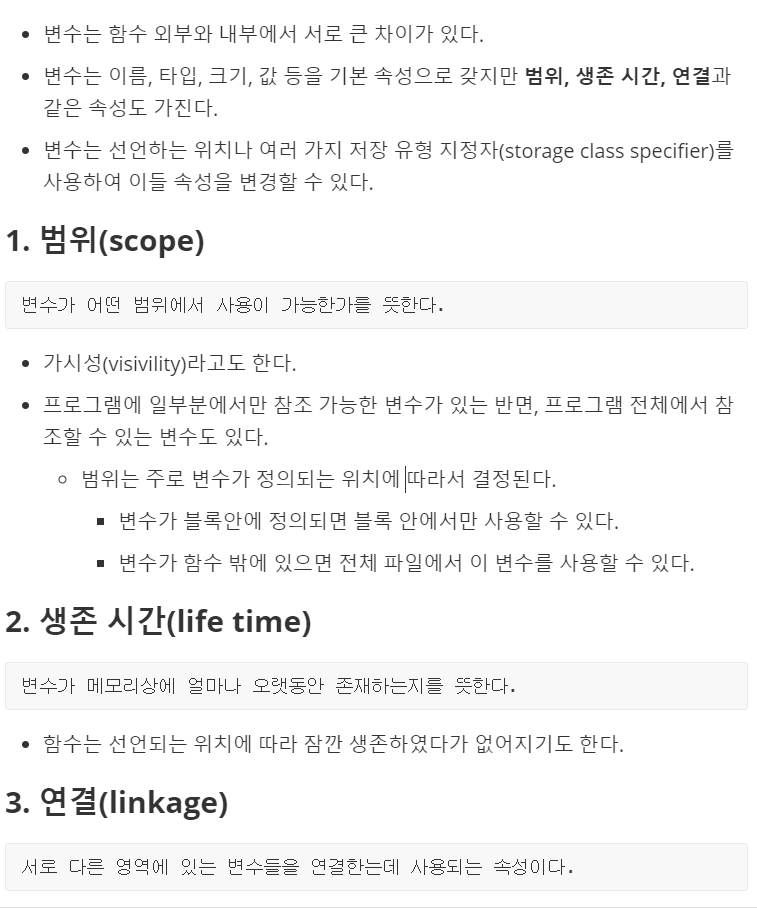 변수는 함수 외부와 내부에서 서로 큰 차이가 있다.
변수는 이름, 타입, 크기, 값 등을 기본 속성으로 갖지만 범위, 생존 시간, 연결과
같은 속성도 가진다.
변수는 선언하는 위치나 여러 가지 저장 유형 지정자(storage class specifier)를
사용하여 이들 속성을 변경할 수 있다.
1. 범위(scope)
변수가 어떤 범위에서 사용이 가능한가를 뜻한다.
가시성(visivility)라고도 한다.
프로그램에 일부분에서만 참조 가능한 변수가 있는 반면, 프로그램 전체에서 참
조할 수 있는 변수도 있다.
범위는 주로 변수가 정의되는 위치에 따라서 결정된다.
변수가 블록안에 정의되면 블록 안에서만 사용할 수 있다.
변수가 함수 밖에 있으면 전체 파일에서 이 변수를 사용할 수 있다.
2. 생존 시간(life time)
변수가 메모리상에 얼마나 오랫동안 존재하는지를 뜻한다.
함수는 선언되는 위치에 따라 잠깐 생존하였다가 없어지기도 한다.
3. 연결(linkage)
서로 다른 영역에 있는 변수들을 연결한는데 사용되는 속성이다.